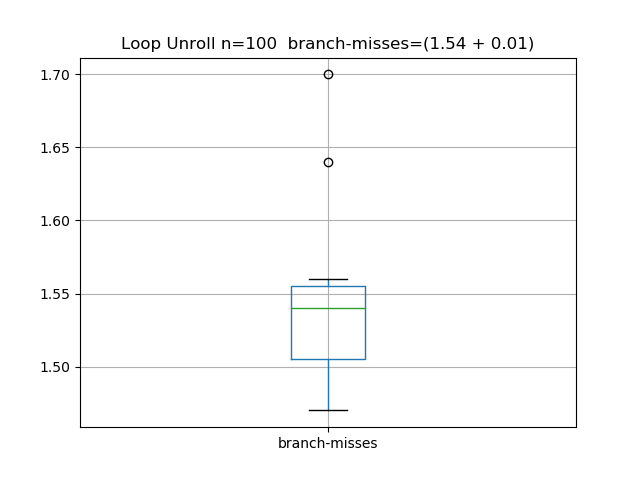 Loop Unroll n=100  branch-misses=(1.54 + 0.01)
1.70
1.65
1.60
1.55
1.50
branch-misses